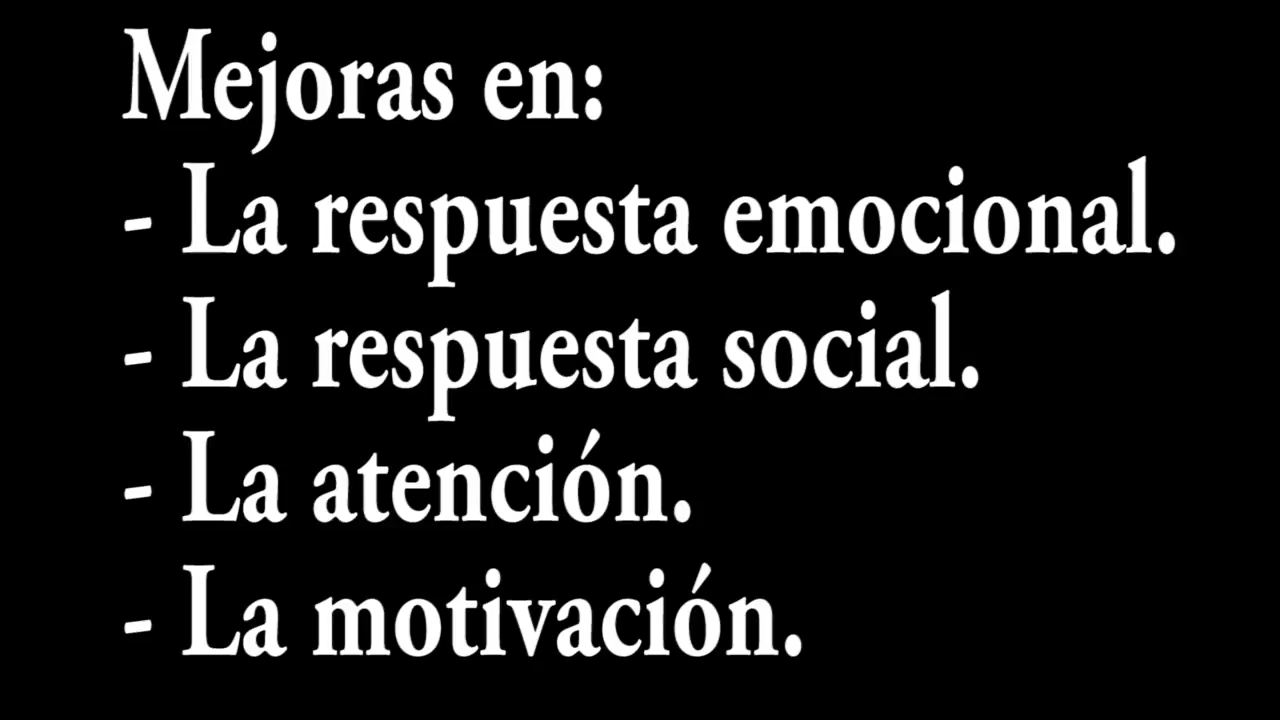 Mejoras en:
- La respuesta emocional.
- La respuesta social.
- La atención.
- La motivación.